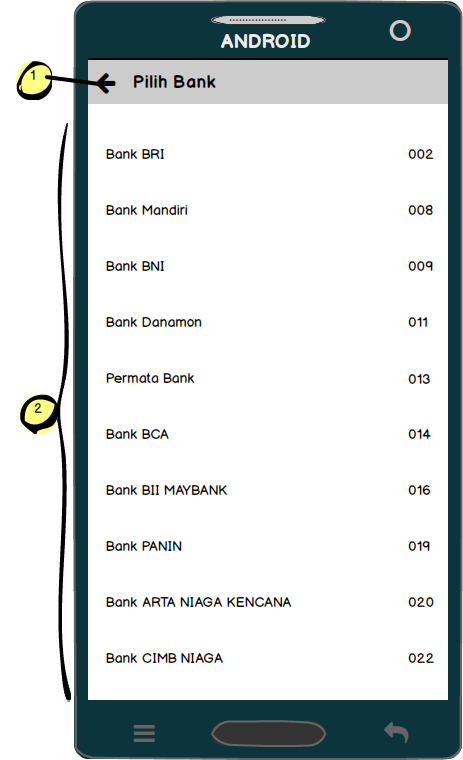 ANDROID
1
Pilih Bank
Bank BRI 002
Bank Mandiri 008
Bank BNI 009
Bank Danamon 011
Permata Bank 013
2
Bank BCA 014
Bank BII MAYBANK 016
Bank PANIN 019
Bank ARTA NIAGA KENCANA 020
Bank CIMB NIAGA 022